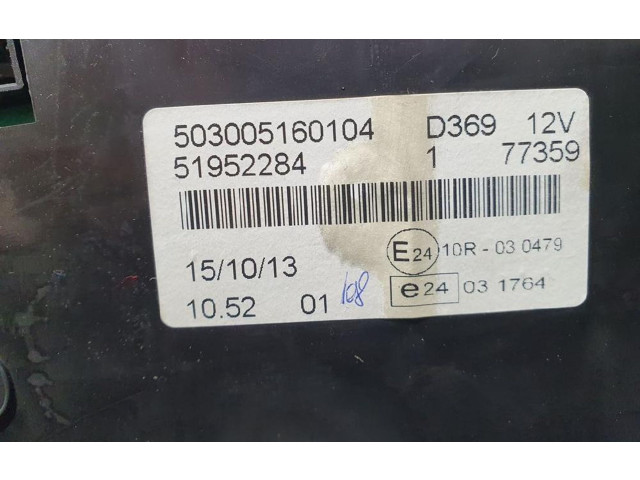 503005160104 D369 12V
51952284 1 77359
15/10/13 E24 10R - 03 0479
10.52 01 108 e24 03 1764